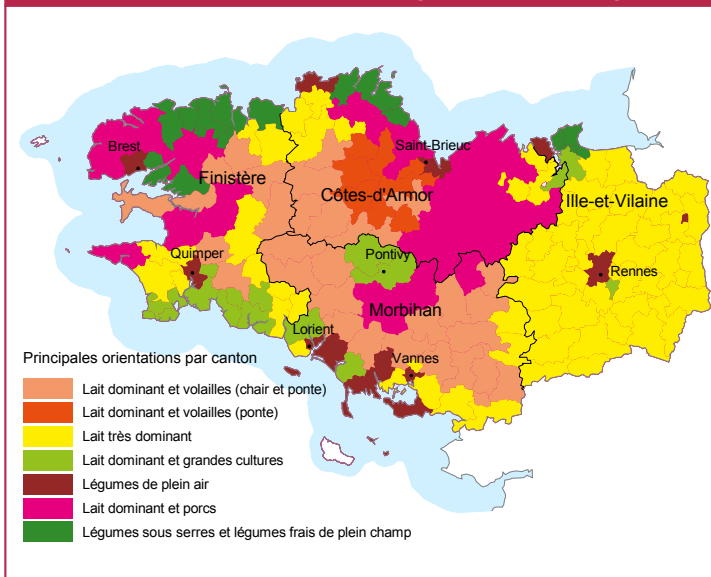 Brest
Saint-Brieuc
Finistère
Côtes-d'Armor
Ille-et-Vilaine
Quimper
Pontivy
Rennes
Morbihan
Lorient
Vannes
Principales orientations par canton
Lait dominant et volailles (chair et ponte)
Lait dominant et volailles (ponte)
Lait très dominant
Lait dominant et grandes cultures
Légumes de plein air
Lait dominant et porcs
Légumes sous serres et légumes frais de plein champ